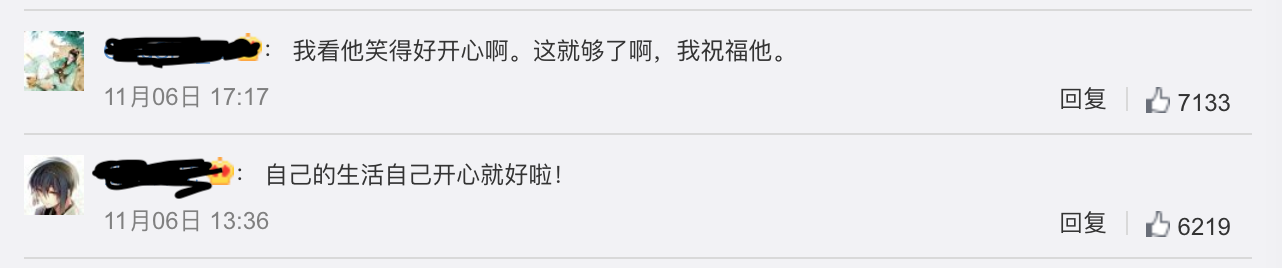 ： 我看他笑得好开心啊。这就够了啊，我祝福他。
11月06日 17:17
回复 7133
： 自己的生活自己开心就好啦！
11月06日 13:36
回复 6219